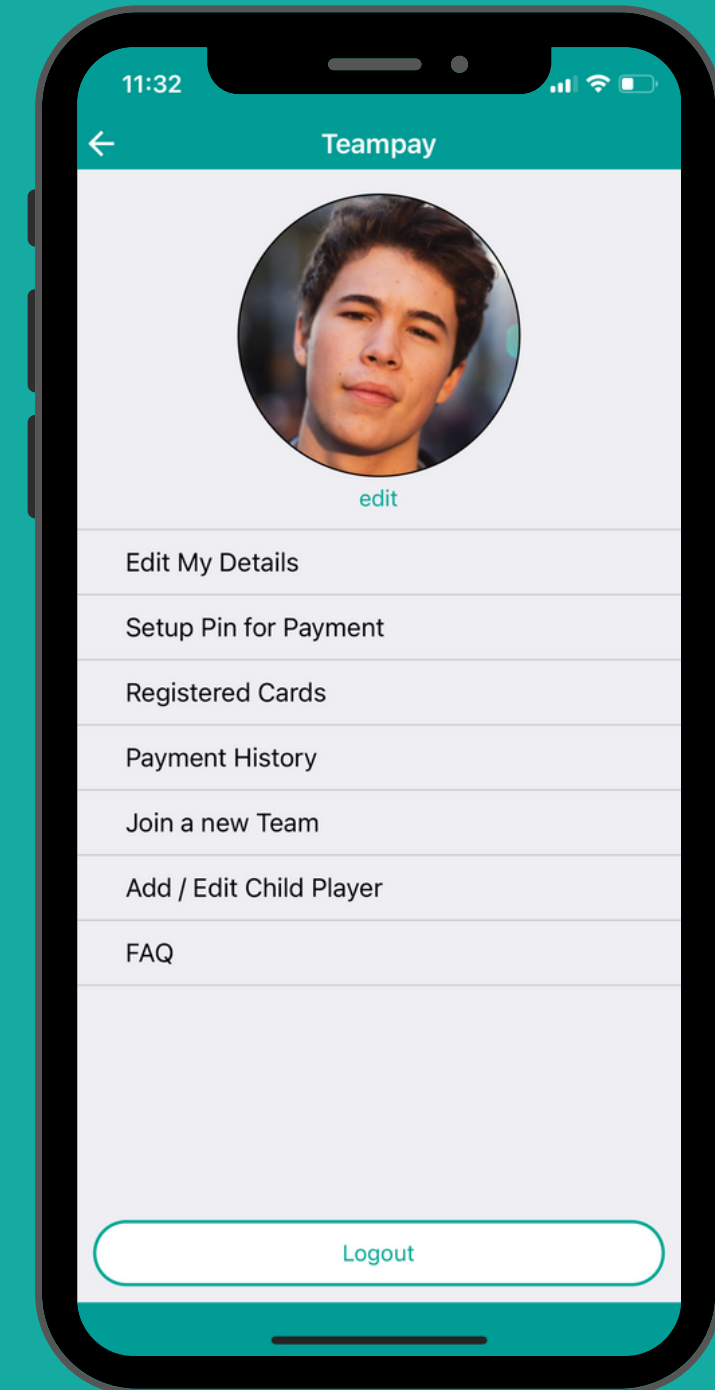 11:32
Teampay
edit
Edit My Details
Setup Pin for Payment
Registered Cards
Payment History
Join a new Team
Add / Edit Child Player
FAQ
Logout